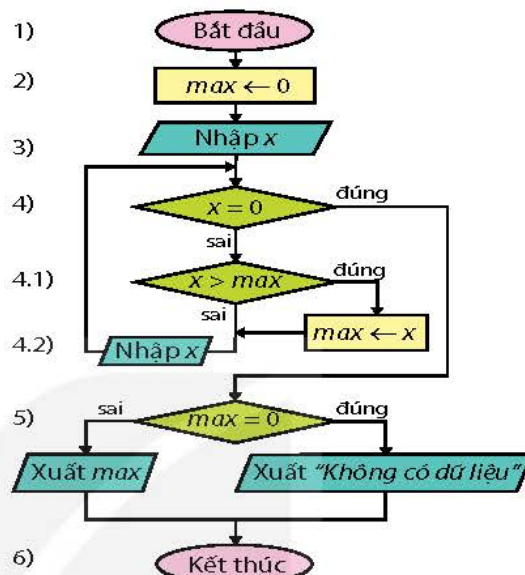 1) Bắt đầu
2) max ← 0
3) Nhập x
4) x = 0 đúng
sai
4.1) x > max đúng
sai
max ← x
4.2) Nhập x
5) sai max = 0 đúng
Xuất max Xuất "Không có dữ liệu"
6) Kết thúc